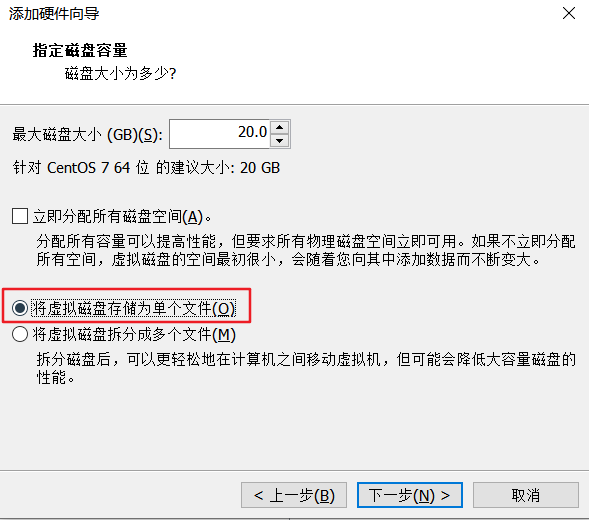 添加硬件向导
指定磁盘容量
磁盘大小为多少?
最大磁盘大小 (GB)(S): 20.0
针对 CentOS 7 64 位 的建议大小: 20 GB
立即分配所有磁盘空间(A)。
分配所有容量可以提高性能，但要求所有物理磁盘空间立即可用。如果不立即分配
所有空间，虚拟磁盘的空间最初很小，会随着您向其中添加数据而不断变大。
将虚拟磁盘存储为单个文件(O)
将虚拟磁盘拆分成多个文件(M)
拆分磁盘后，可以更轻松地在计算机之间移动虚拟机，但可能会降低大容量磁盘的
性能。
< 上一步(B) 下一步(N) > 取消